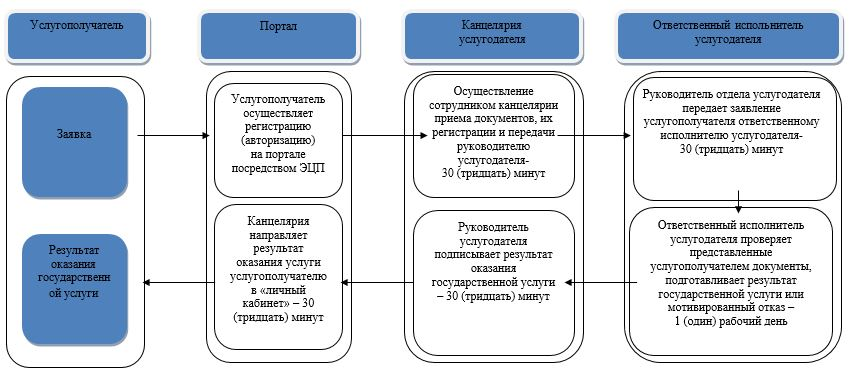 Услугополучатель
Портал
Канцелярия
услугодателя
Ответственный испольнитель
услугодателя
Заявка
Услугополучатель
осуществляет
регистрацию
(авторизацию)
на портале
посредством ЭЦП
Осуществление
сотрудником канцелярии
приема документов, их
регистрации и передачи
руководителю
услугодателя-
30 (тридцать) минут
Руководитель отдела услугодателя
передает заявление
услугополучателя ответственному
исполнителю услугодателя-
30 (тридцать) минут
Результат
оказания
государственн
ой услуги
Канцелярия
направляет
результат
оказания услуги
услугополучателю
в «личный
кабинет» – 30
(тридцать) минут
Руководитель
услугодателя
подписывает результат
оказания
государственной услуги
– 30 (тридцать) минут
Ответственный исполнитель
услугодателя проверяет
представленные
услугополучателем документы,
подготавливает результат
государственной услуги или
мотивированный отказ –
1 (один) рабочий день